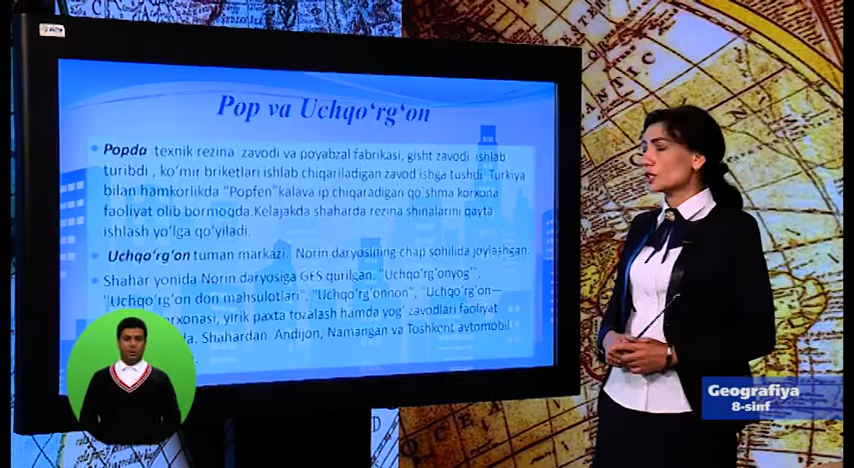 Pop va Uchqo‘rg‘on
• Popda texnik rezina zavodi va poyabzal fabrikasi, gisht zavodi ishlab
turibdi , ko’mir briketlari ishlab chiqariladigan zavod ishga tushdi. Turkiya
bilan hamkorlikda “Popfen”kalava ip chiqaradigan qo`shma korxona
faoliyat olib bormoqda.Kelajakda shaharda rezina shinalarini qayta
ishlash yo’lga qo’yiladi.
• Uchqo‘rg‘on tuman markazi . Norin daryosining chap sohilida joylashgan.
• Shahar yonida Norin daryosiga GES qurilgan. "Uchqo‘rg‘onyog‘",
"Uchqo‘rg‘on don mahsulotlari", "Uchqo‘rg‘onnon", "Uchqo‘rg‘on—
korxonasi, yirik paxta tozalash hamda yog‘ zavodlari faoliyat
Shahardan Andijon, Namangan va Toshkent avtomobil
Geografiya
8-sinf
ANTIC